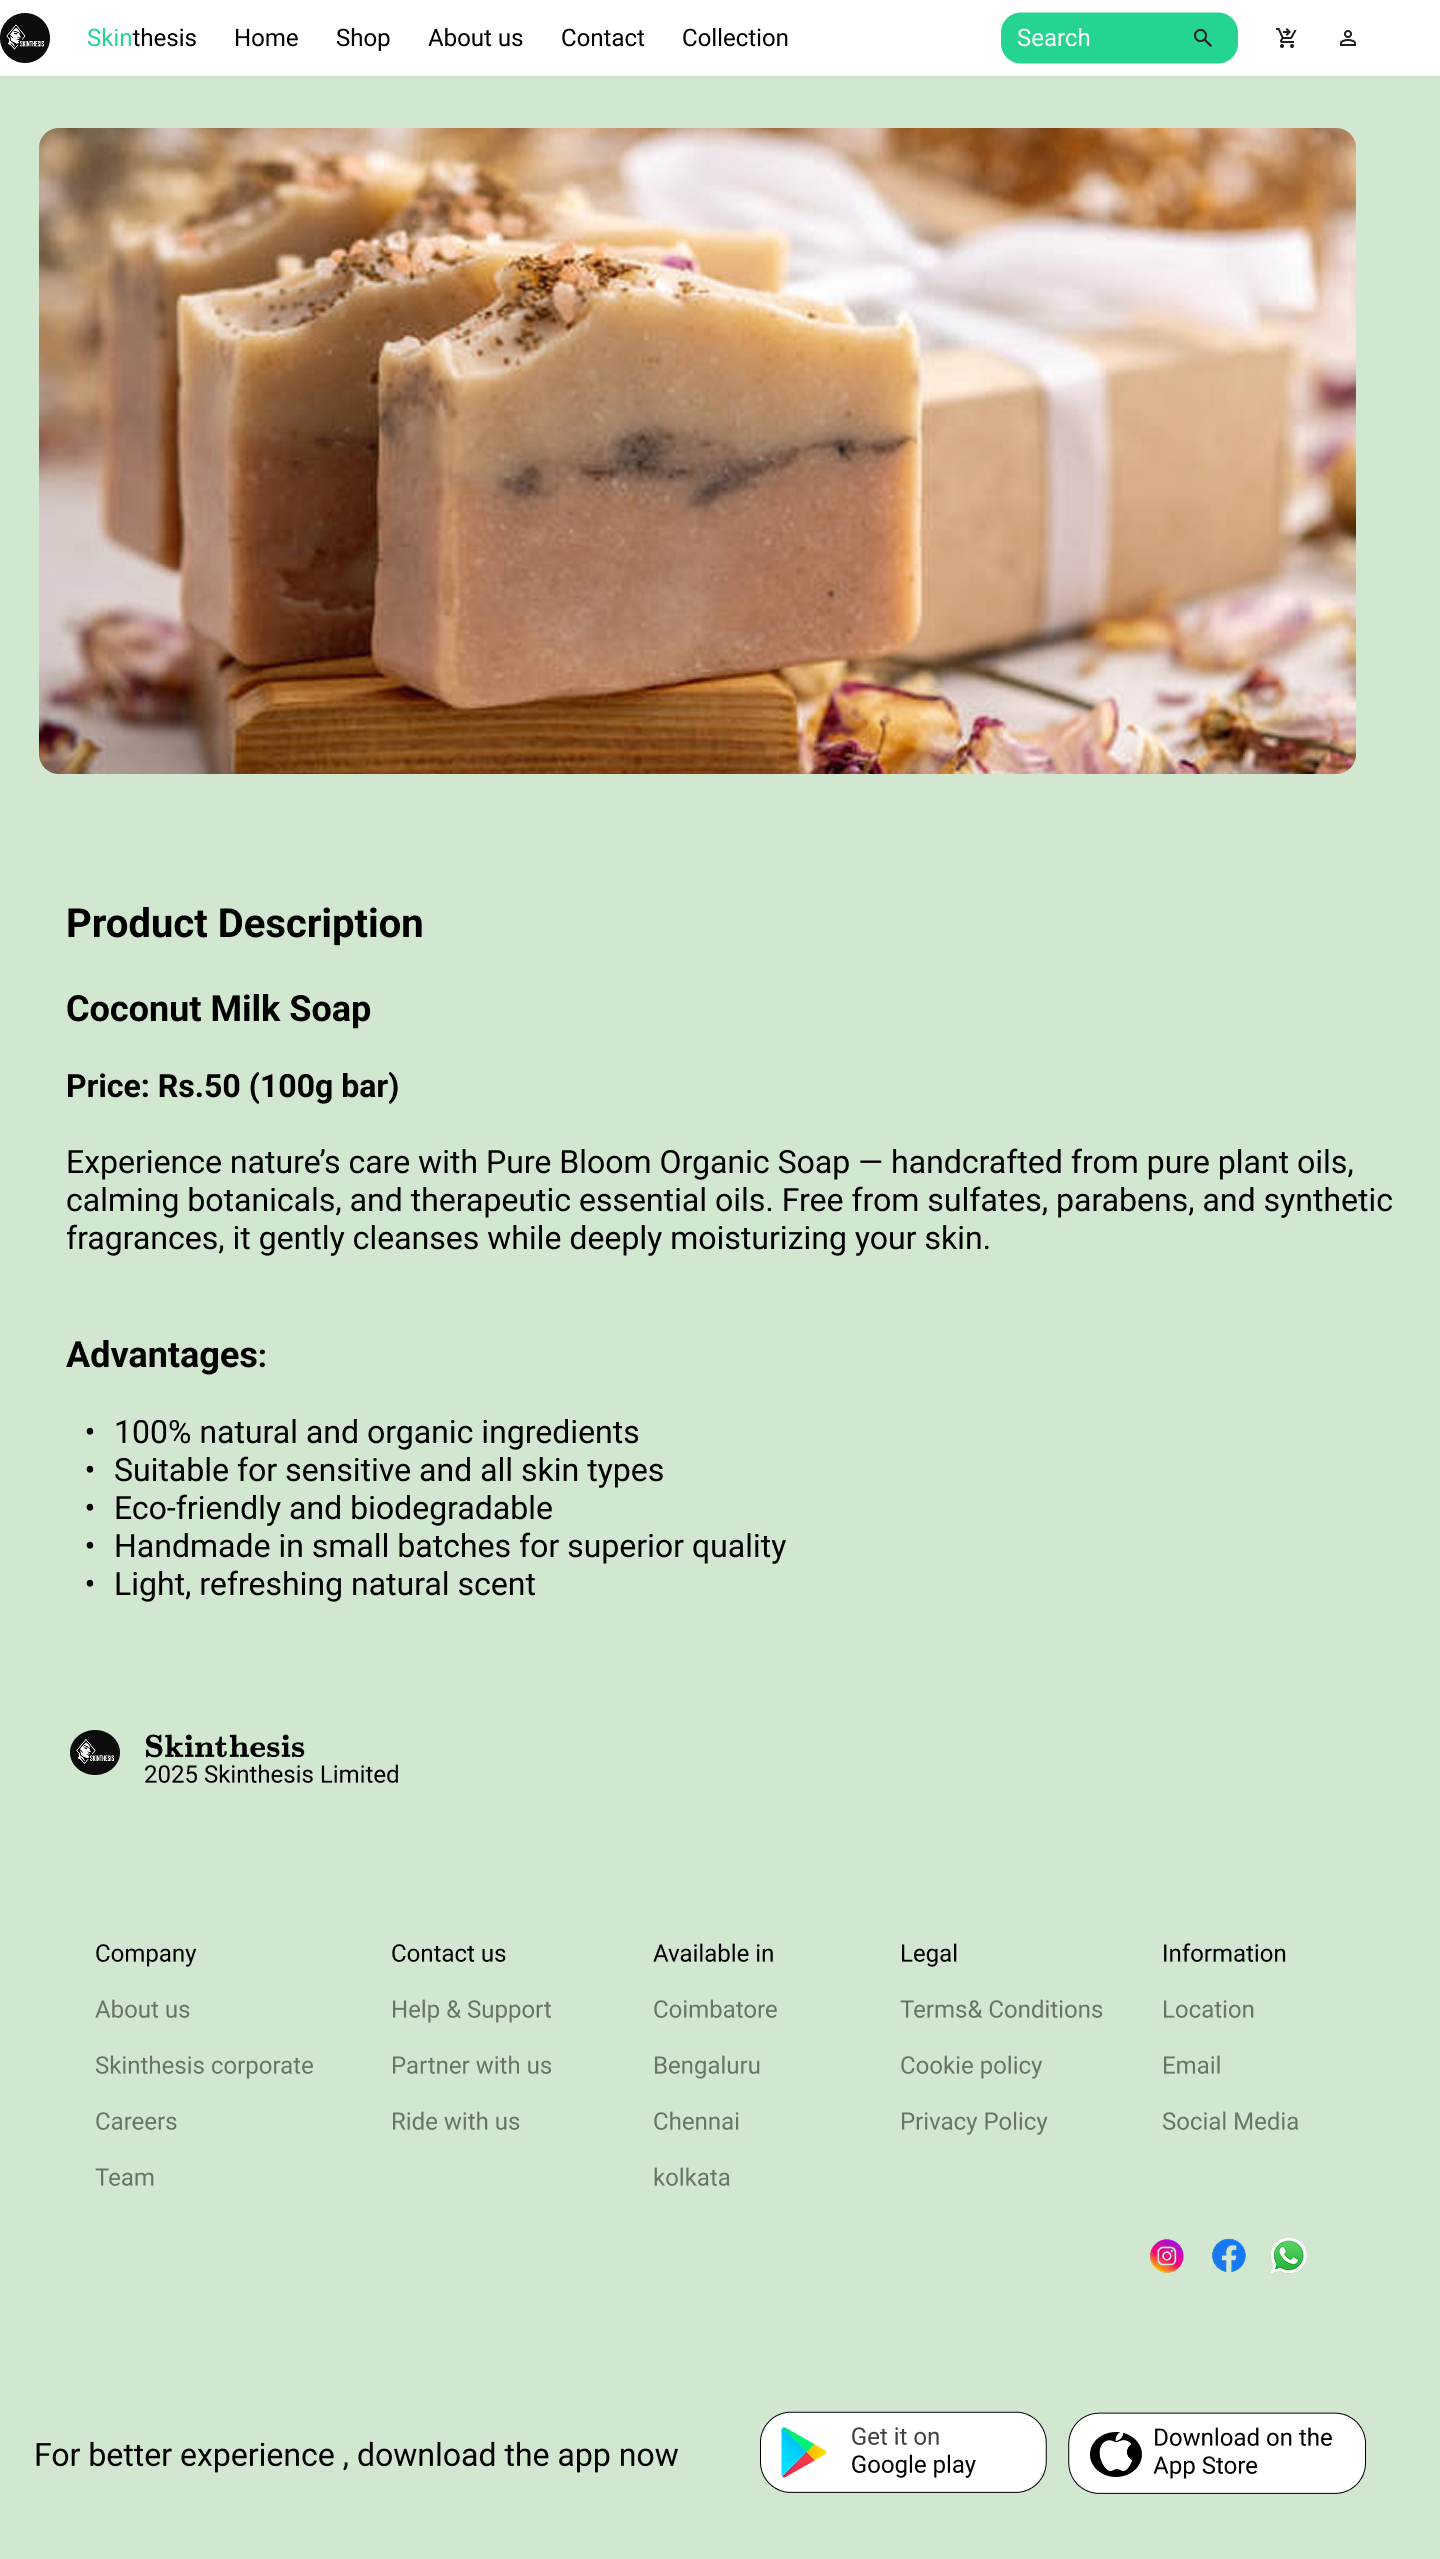 SKINTHESIS
Skinthesis Home Shop About us Contact Collection Search
Product Description
Coconut Milk Soap
Price: Rs.50 (100g bar)
Experience nature’s care with Pure Bloom Organic Soap — handcrafted from pure plant oils,
calming botanicals, and therapeutic essential oils. Free from sulfates, parabens, and synthetic
fragrances, it gently cleanses while deeply moisturizing your skin.
Advantages:
• 100% natural and organic ingredients
• Suitable for sensitive and all skin types
• Eco-friendly and biodegradable
• Handmade in small batches for superior quality
• Light, refreshing natural scent
SKINTHESIS
Skinthesis
2025 Skinthesis Limited
Company Contact us Available in Legal Information
About us Help & Support Coimbatore Terms& Conditions Location
Skinthesis corporate Partner with us Bengaluru Cookie policy Email
Careers Ride with us Chennai Privacy Policy Social Media
Team kolkata
For better experience , download the app now
Get it on
Google play
Download on the
App Store